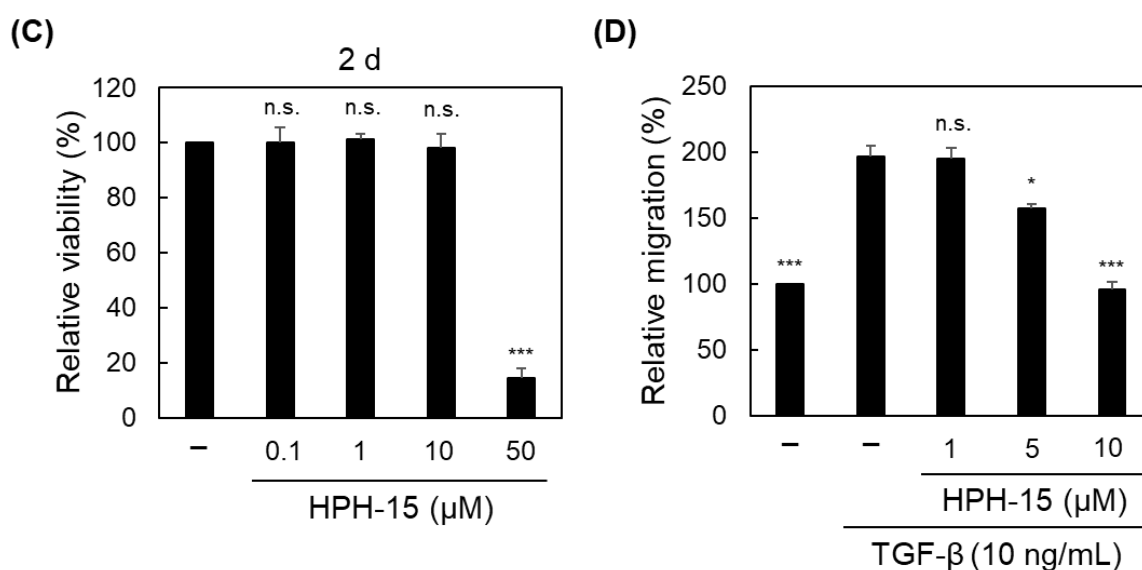 (C)
2 d
Relative viability (%)
120
100
80
60
40
20
0
n.s.
n.s.
n.s.
***
– 0.1 1 10 50
HPH-15 (μM)
(D)
Relative migration (%)
250
200
150
100
50
0
***
n.s.
*
***
– – 1 5 10
HPH-15 (μM)
TGF-β (10 ng/mL)